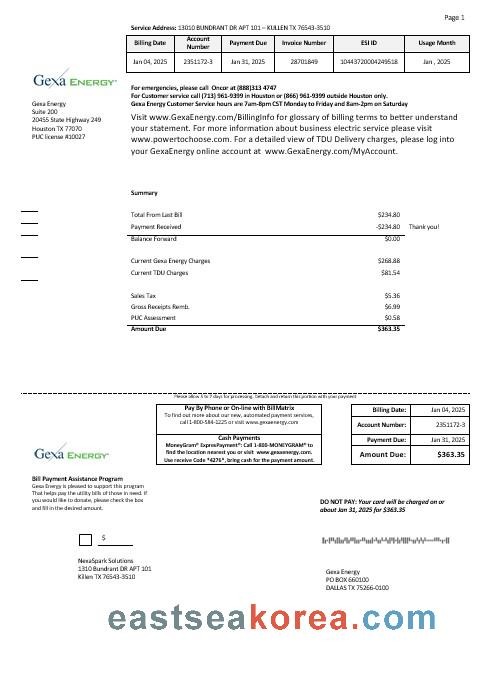 Page 1
Service Address: 13010 BUNDRANT DR APT 101 – KULLEN TX 76543-3510
Billing Date Account Number Payment Due Invoice Number ESI ID Usage Month
Jan 04, 2025 2351172-3 Jan 31, 2025 28701849 10443720004249518 Jan , 2025
Gexa ENERGY
Gexa Energy
Suite 200
20455 State Highway 249
Houston TX 77070
PUC license #10027
For emergencies, please call Oncor at (888)313 4747
For Customer service call (713) 961-9399 in Houston or (866) 961-9399 outside Houston only.
Gexa Energy Customer Service hours are 7am-8pm CST Monday to Friday and 8am-2pm on Saturday
Visit www.GexaEnergy.com/BillingInfo for glossary of billing terms to better understand
your statement. For more information about business electric service please visit
www.powertochoose.com. For a detailed view of TDU Delivery charges, please log into
your GexaEnergy online account at www.GexaEnergy.com/MyAccount.
Summary
Total From Last Bill $234.80
Payment Received -$234.80 Thank you!
Balance Forward $0.00
Current Gexa Energy Charges $268.88
Current TDU Charges $81.54
Sales Tax $5.36
Gross Receipts Remb. $6.99
PUC Assessment $0.58
Amount Due $363.35
Please allow 5 to 7 days for processing. Detach and return this portion with your payment
Pay By Phone or On-line with BillMatrix
To find out more about our new, automated payment services,
call 1-800-584-1225 or visit www.gexaenergy.com.
Cash Payments
MoneyGram® ExpresPayment®: Call 1-800-MONEYGRAM® to
find the location nearest you or visit www.gexaenergy.com.
Use receive Code *4276*, bring cash for the payment amount.
Billing Date: Jan 04, 2025
Account Number: 2351172-3
Payment Due: Jan 31, 2025
Amount Due: $363.35
Gexa ENERGY
Bill Payment Assistance Program
Gexa Energy is pleased to support this program
That helps pay the utility bills of those in need. If
you would like to donate, please check the box
and fill in the desired amount.
$
DO NOT PAY: Your card will be charged on or
about Jan 31, 2025 for $363.35
NexaSpark Solutions
1310 Bundrant DR APT 101
Killen TX 76543-3510
Gexa Energy
PO BOX 660100
DALLAS TX 75266-0100
eastseakorea.com